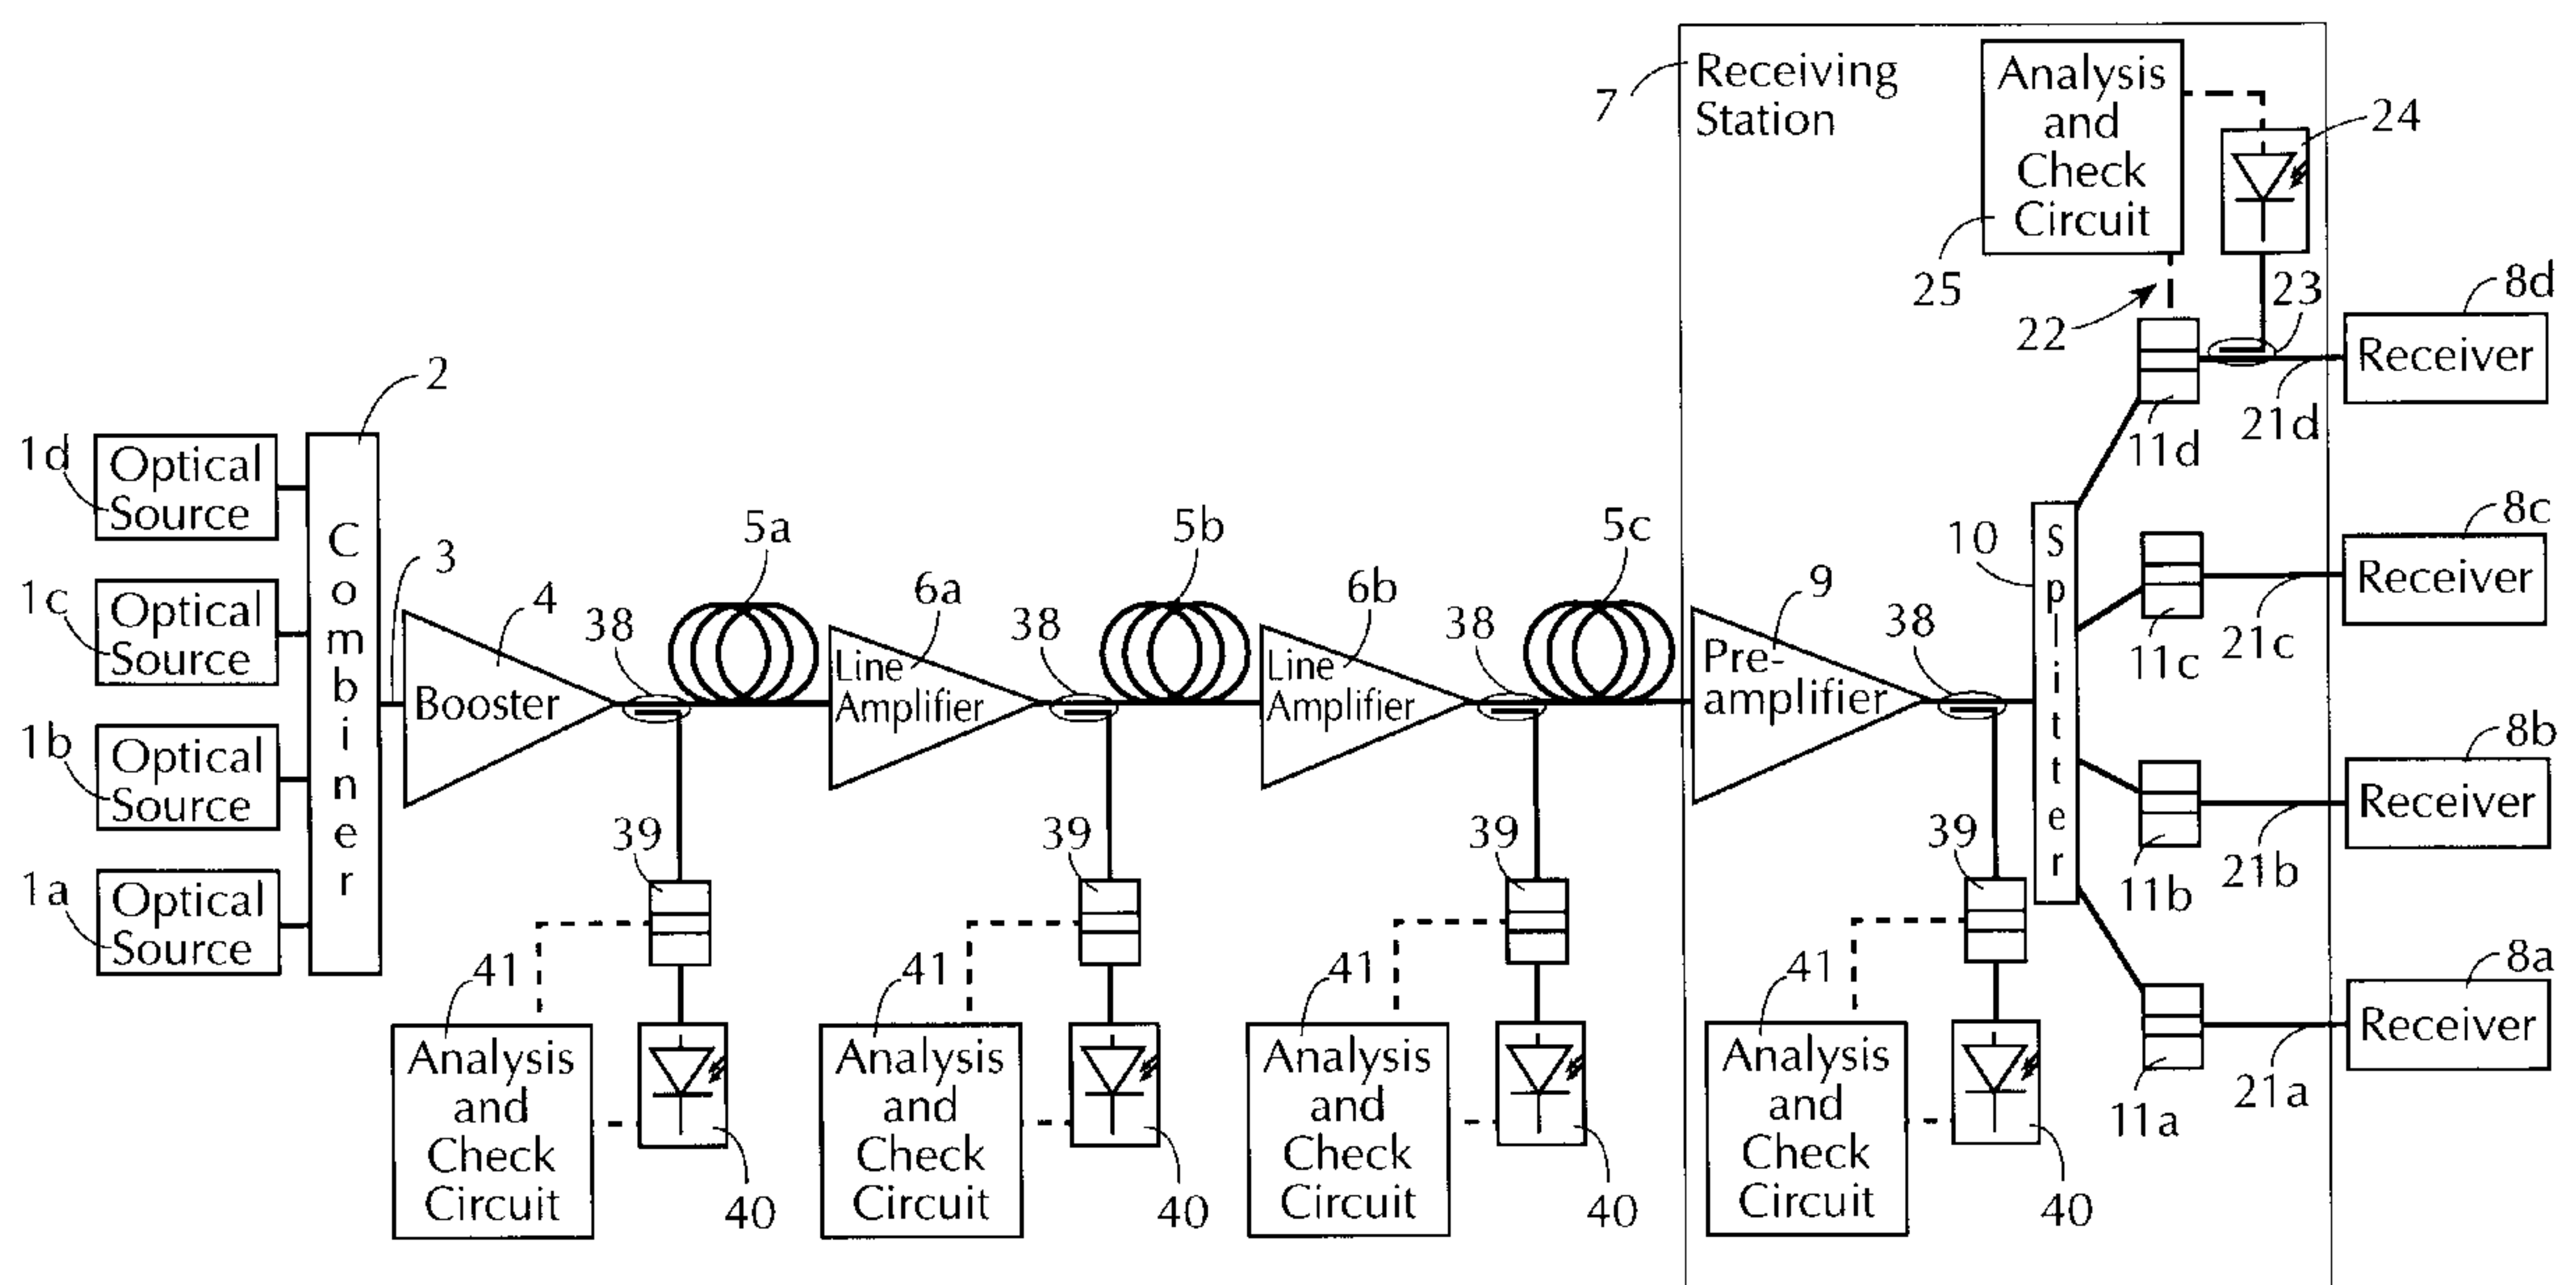 7
Receiving
Station
Analysis
and
Check
Circuit
24
25
22
23
8d
Receiver
21d
11d
2
1d
Optical
Source
1c
Optical
Source
1b
Optical
Source
1a
Optical
Source
Combiner
3
4
Booster
38
5a
6a
Line
Amplifier
38
5b
6b
Line
Amplifier
38
5c
9
Pre-
amplifier
38
10
Splitter
8c
Receiver
21c
11c
8b
Receiver
21b
11b
8a
Receiver
21a
11a
39
39
39
39
41
Analysis
and
Check
Circuit
40
41
Analysis
and
Check
Circuit
40
41
Analysis
and
Check
Circuit
40
41
Analysis
and
Check
Circuit
40